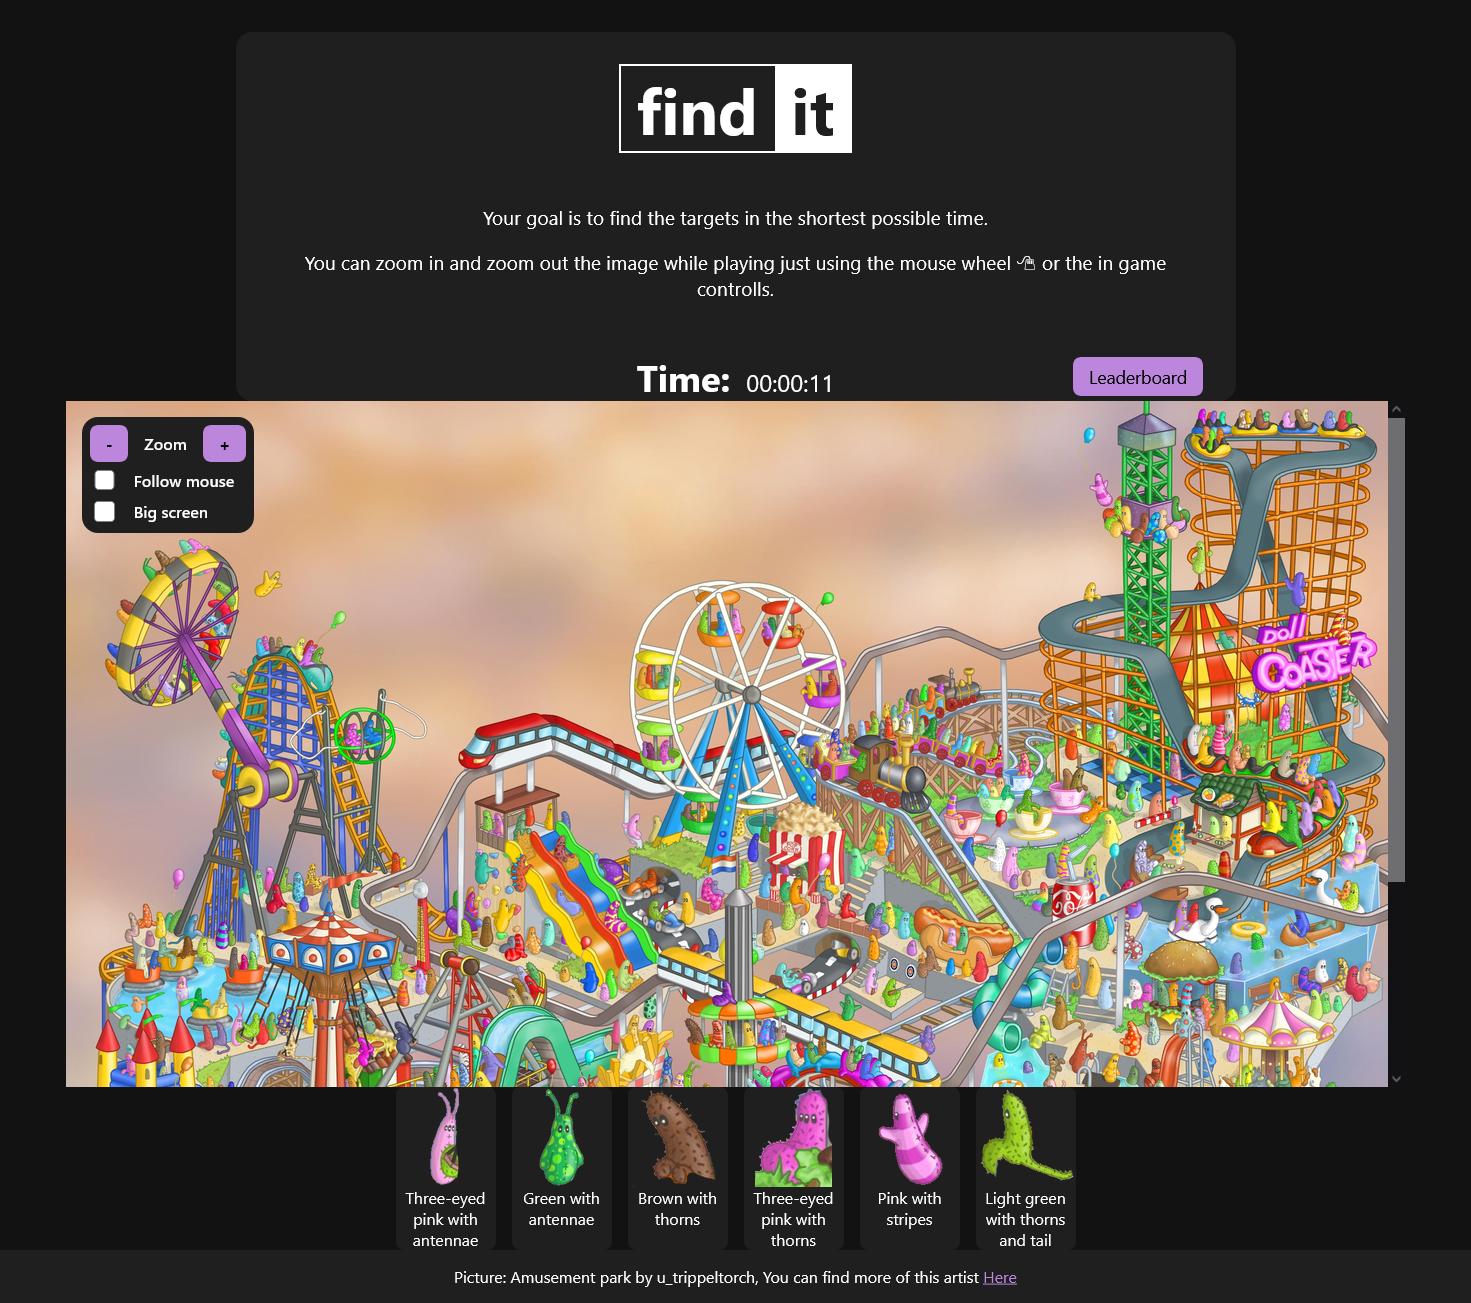 find it
Your goal is to find the targets in the shortest possible time.
You can zoom in and zoom out the image while playing just using the mouse wheel 🖱 or the in game
controlls.
Time: 00:00:11
Leaderboard
- Zoom +
Follow mouse
Big screen
DOLL
COASTER
Three-eyed
pink with
antennae
Green with
antennae
Brown with
thorns
Three-eyed
pink with
thorns
Pink with
stripes
Light green
with thorns
and tail
Picture: Amusement park by u_trippeltorch, You can find more of this artist Here